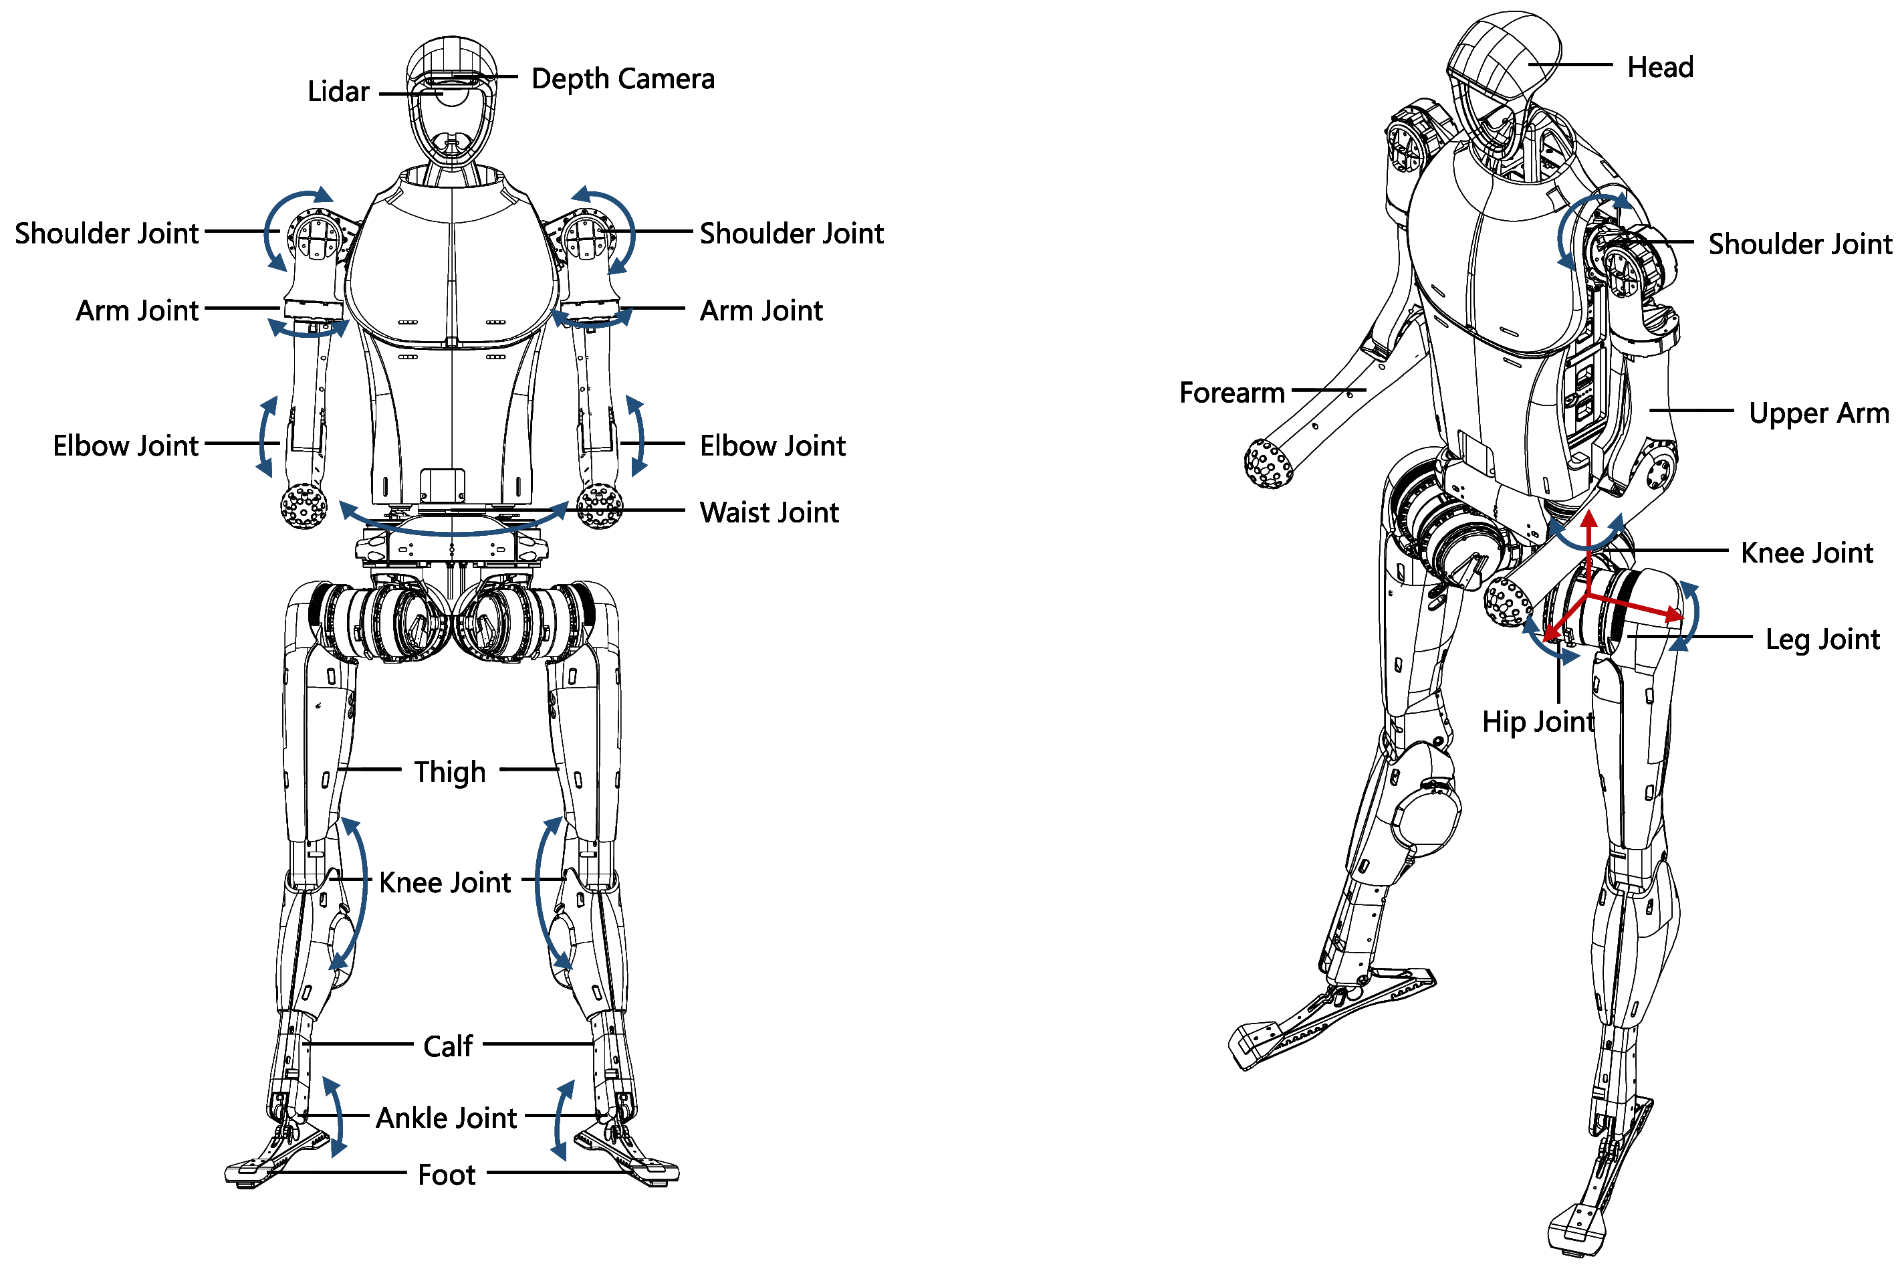 Depth Camera
Lidar
Shoulder Joint
Shoulder Joint
Arm Joint
Arm Joint
Elbow Joint
Elbow Joint
Waist Joint
Thigh
Knee Joint
Calf
Ankle Joint
Foot
Head
Shoulder Joint
Forearm
Upper Arm
Knee Joint
Leg Joint
Hip Joint